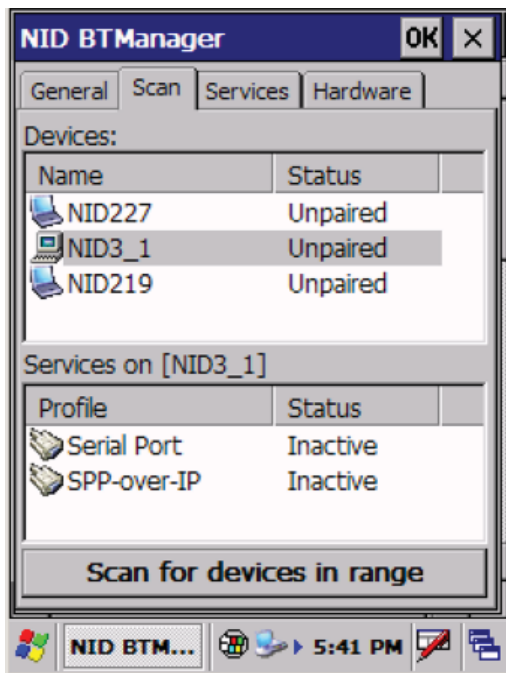 NID BTManager OK ×
General Scan Services Hardware
Devices:
Name Status
NID227 Unpaired
NID3_1 Unpaired
NID219 Unpaired
Services on [NID3_1]
Profile Status
Serial Port Inactive
SPP-over-IP Inactive
Scan for devices in range
NID BTM... 5:41 PM